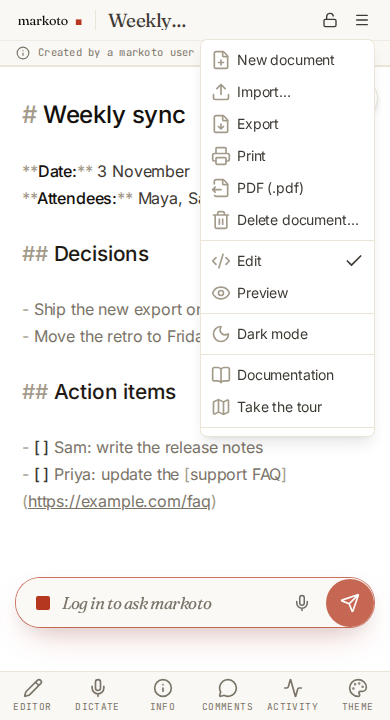 markoto
Weekly...
Created by a markoto user
New document
Import...
Export
Print
PDF (.pdf)
Delete document...
Edit
Preview
Dark mode
Documentation
Take the tour
# Weekly sync
**Date:** 3 November
**Attendees:** Maya,
## Decisions
- Ship the new export
- Move the retro to
## Action items
- [ ] Sam: write the release notes
- [ ] Priya: update the [support FAQ]
(https://example.com/faq)
Log in to ask markoto
EDITOR
DICTATE
INFO
COMMENTS
ACTIVITY
THEME